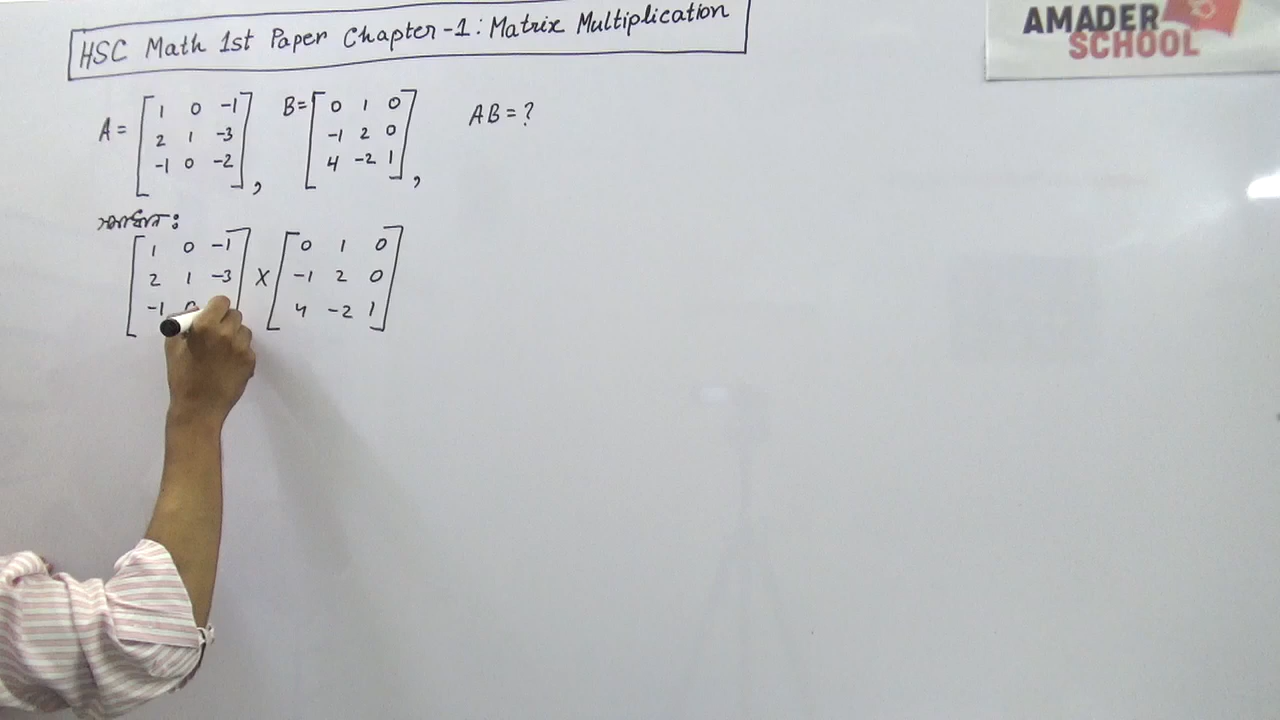 HSC Math 1st Paper Chapter-1: Matrix Multiplication
AMADER
SCHOOL
A = [1 0 -1
2 1 -3
-1 0 -2],
B = [0 1 0
-1 2 0
4 -2 1],
AB = ?
সমাধান:
[1 0 -1
2 1 -3
-1
] X [0 1 0
-1 2 0
4 -2 1]